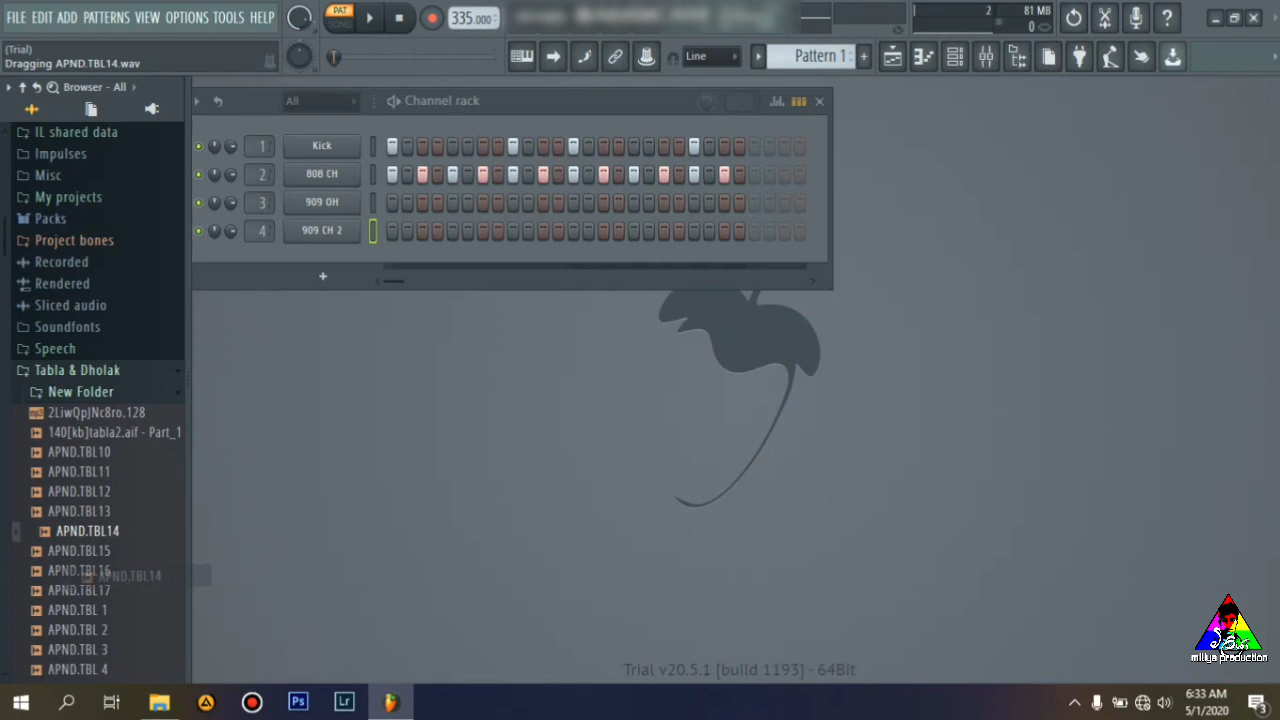 FILE EDIT ADD PATTERNS VIEW OPTIONS TOOLS HELP
PAT
SONG
335.000
2
81 MB
0
(Trial)
Dragging APND.TBL14.wav
Line
Pattern 1
Browser - All
All
Channel rack
IL shared data
Impulses
Misc
My projects
Packs
Project bones
Recorded
Rendered
Sliced audio
Soundfonts
Speech
Tabla & Dholak
New Folder
2LiwQpJNc8ro.128
140[kb]tabla2.aif - Part_1
APND.TBL10
APND.TBL11
APND.TBL12
APND.TBL13
APND.TBL14
APND.TBL15
APND.TBL16
APND.TBL14
APND.TBL17
APND.TBL 1
APND.TBL 2
APND.TBL 3
APND.TBL 4
1 Kick
2 808 CH
3 909 OH
4 909 CH 2
Trial v20.5.1 [build 1193] - 64Bit
millya production
Ps
Lr
6:33 AM
5/1/2020
3